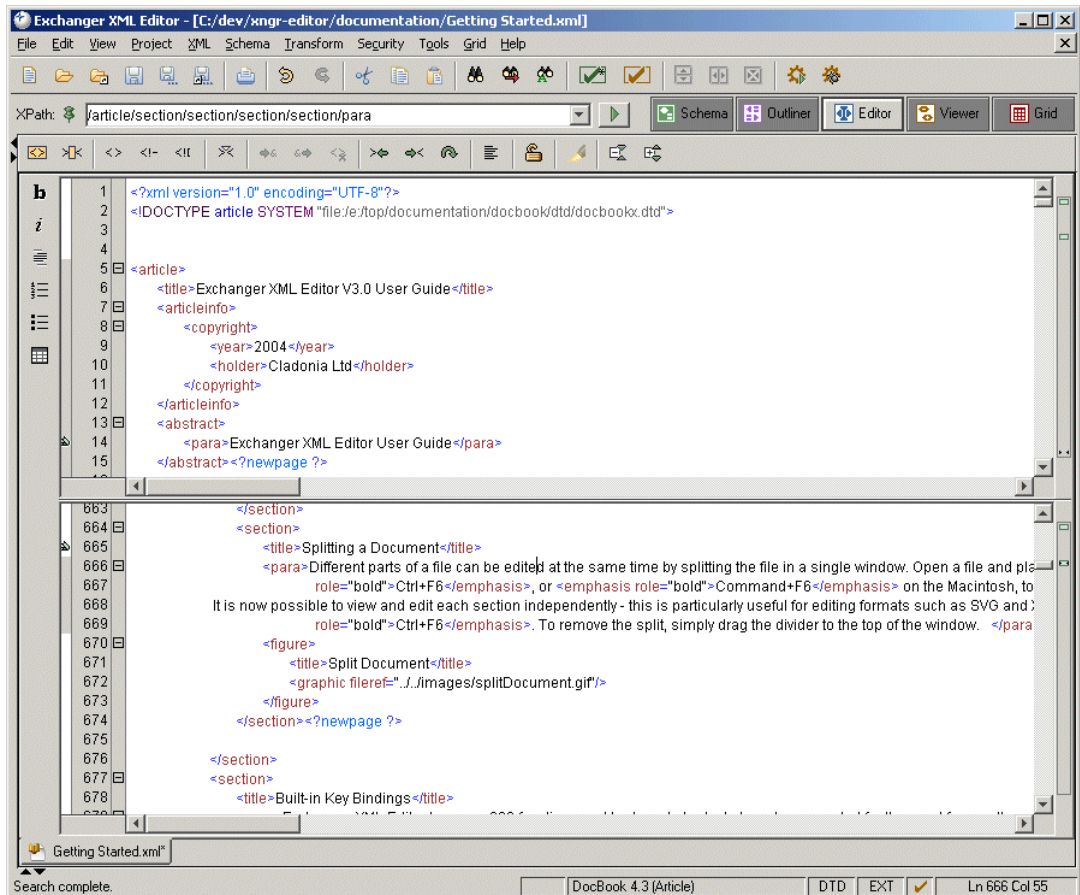 Exchanger XML Editor - [C:/dev/xngr-editor/documentation/Getting Started.xml]
File Edit View Project XML Schema Transform Security Tools Grid Help
XPath: /article/section/section/section/section/para Schema Outliner Editor Viewer Grid
b 1 <?xml version="1.0" encoding="UTF-8"?>
2 <!DOCTYPE article SYSTEM "file:/e:/top/documentation/docbook/dtd/docbookx.dtd">
i 3
4
5 <article>
6 <title>Exchanger XML Editor V3.0 User Guide</title>
7 <articleinfo>
8 <copyright>
9 <year>2004</year>
10 <holder>Cladonia Ltd</holder>
11 </copyright>
12 </articleinfo>
13 <abstract>
14 <para>Exchanger XML Editor User Guide</para>
15 </abstract><?newpage ?>
663 </section>
664 <section>
665 <title>Splitting a Document</title>
666 <para>Different parts of a file can be edited at the same time by splitting the file in a single window. Open a file and pla
667 role="bold">Ctrl+F6</emphasis>, or <emphasis role="bold">Command+F6</emphasis> on the Macintosh, to
668 It is now possible to view and edit each section independently - this is particularly useful for editing formats such as SVG and
669 role="bold">Ctrl+F6</emphasis>. To remove the split, simply drag the divider to the top of the window. </para
670 <figure>
671 <title>Split Document</title>
672 <graphic fileref="../../images/splitDocument.gif"/>
673 </figure>
674 </section><?newpage ?>
675
676 </section>
677 <section>
678 <title>Built-in Key Bindings</title>
Getting Started.xml*
Search complete. DocBook 4.3 (Article) DTD EXT Ln 666 Col 55